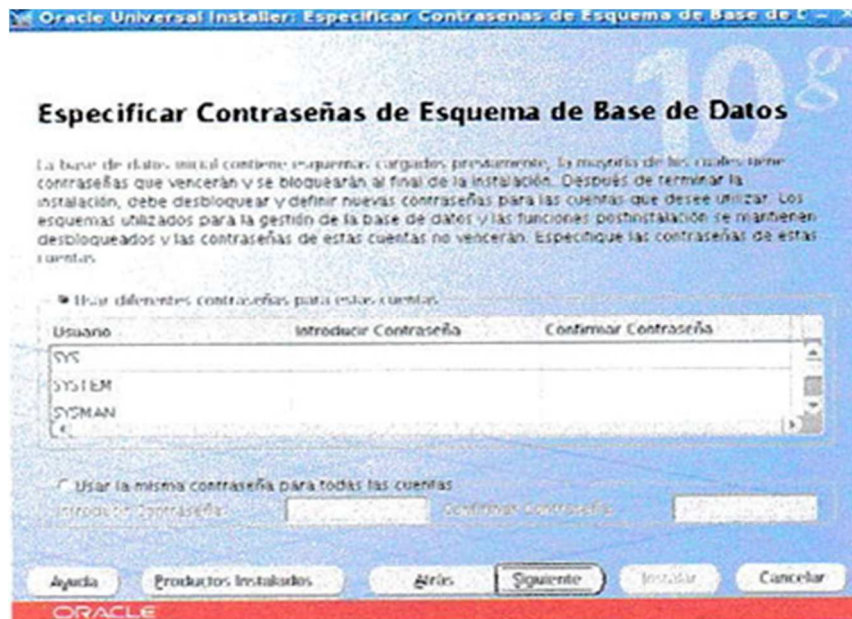 Oracle Universal Installer: Especificar Contraseñas de Esquema de Base de D
10g
Especificar Contraseñas de Esquema de Base de Datos
La base de datos inicial contiene esquemas cargados previamente, la mayoría de los cuales tiene
contraseñas que vencerán y se bloquearán al final de la instalación. Después de terminar la
instalación, debe desbloquear y definir nuevas contraseñas para las cuentas que desee utilizar. Los
esquemas utilizados para la gestión de la base de datos y las funciones postinstalación se mantienen
desbloqueados y las contraseñas de estas cuentas no vencerán. Especifique las contraseñas de estas
cuentas.
Usar diferentes contraseñas para estas cuentas
Usuario Introducir Contraseña Confirmar Contraseña
SYS
SYSTEM
SYSMAN
Usar la misma contraseña para todas las cuentas
Introducir Contraseña: Confirmar Contraseña:
Ayuda Productos Instalados Atrás Siguiente Instalar Cancelar
ORACLE